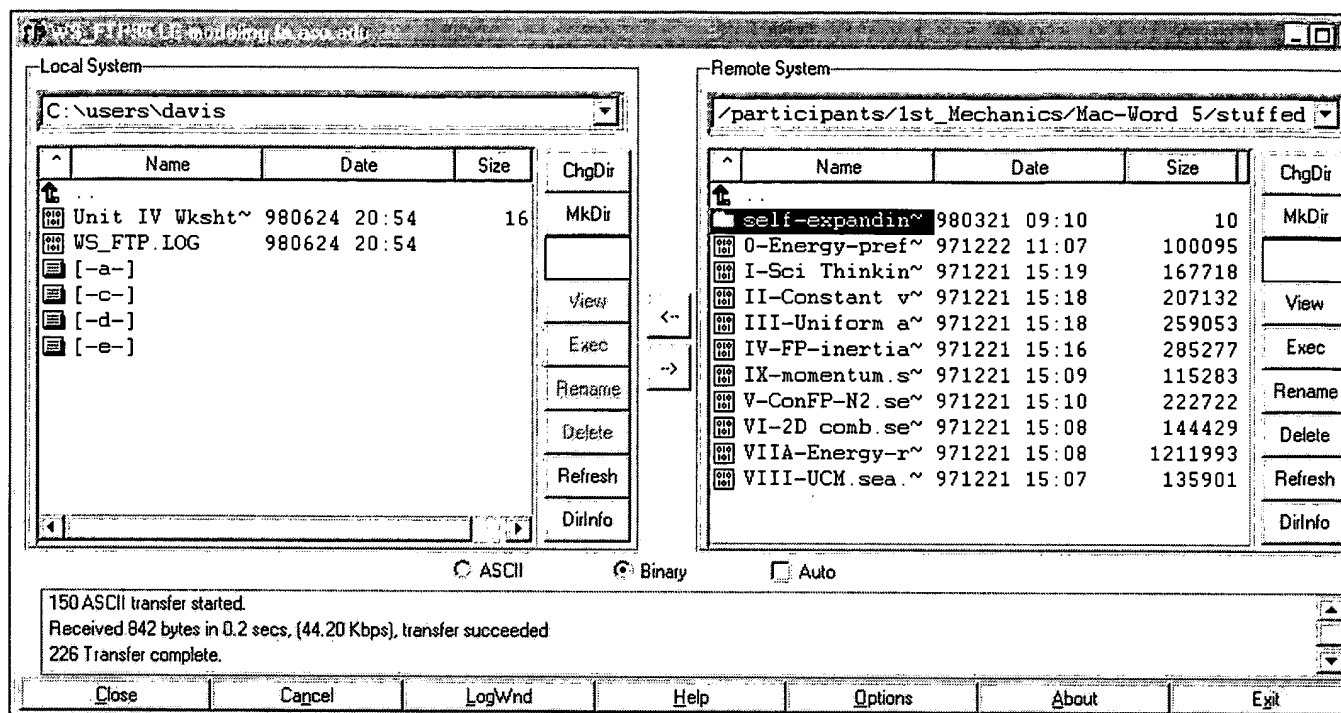 WS_FTP95 LE modeling.la.asu.edu
Local System
C:\users\davis
^ Name Date Size
..
Unit IV Wksht~ 980624 20:54 16
WS_FTP.LOG 980624 20:54
[-a-]
[-c-]
[-d-]
[-e-]
ChgDir
MkDir
View
Exec
Rename
Delete
Refresh
DirInfo
<--
-->
Remote System
/participants/1st_Mechanics/Mac-Word 5/stuffed
^ Name Date Size
..
self-expandin~ 980321 09:10 10
0-Energy-pref~ 971222 11:07 100095
I-Sci Thinkin~ 971221 15:19 167718
II-Constant v~ 971221 15:18 207132
III-Uniform a~ 971221 15:18 259053
IV-FP-inertia~ 971221 15:16 285277
IX-momentum.s~ 971221 15:09 115283
V-ConFP-N2.se~ 971221 15:10 222722
VI-2D comb.se~ 971221 15:08 144429
VIIA-Energy-r~ 971221 15:08 1211993
VIII-UCM.sea.~ 971221 15:07 135901
ChgDir
MkDir
View
Exec
Rename
Delete
Refresh
DirInfo
ASCII Binary Auto
150 ASCII transfer started.
Received 842 bytes in 0.2 secs, (44.20 Kbps), transfer succeeded
226 Transfer complete.
Close Cancel LogWnd Help Options About Exit